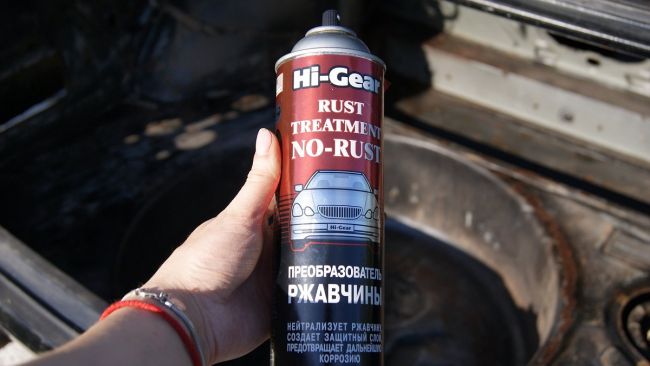 Hi-Gear
RUST
TREATMENT
NO-RUST
Hi-Gear
ПРЕОБРАЗОВАТЕЛЬ
РЖАВЧИНЫ
НЕЙТРАЛИЗУЕТ РЖАВЧИНУ,
СОЗДАЕТ ЗАЩИТНЫЙ СЛОЙ,
ПРЕДОТВРАЩАЕТ ДАЛЬНЕЙШУЮ
КОРРОЗИЮ